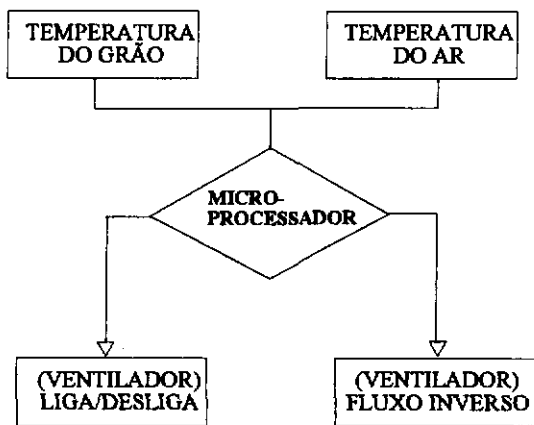 TEMPERATURA
DO GRÃO
TEMPERATURA
DO AR
MICRO-
PROCESSADOR
(VENTILADOR)
LIGA/DESLIGA
(VENTILADOR)
FLUXO INVERSO